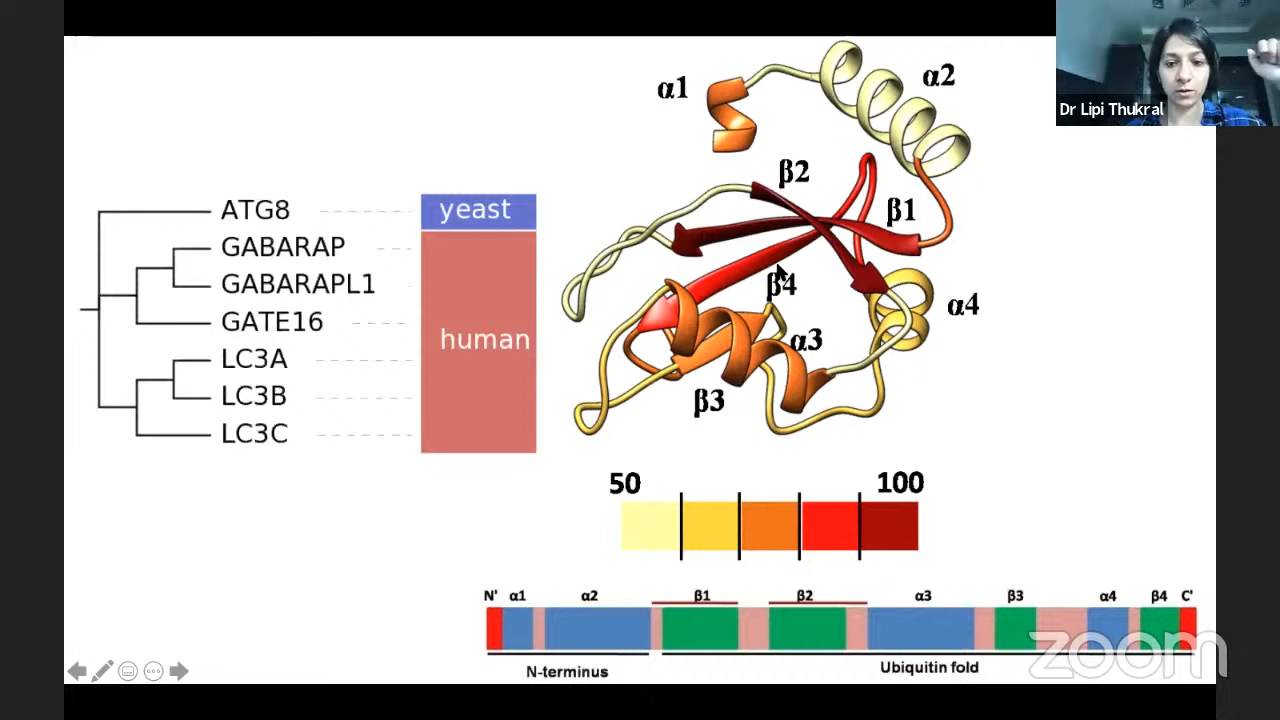 Dr Lipi Thukral
α1
α2
β2
β1
β4
α4
α3
β3
ATG8
GABARAP
GABARAPL1
GATE16
LC3A
LC3B
LC3C
yeast
human
50
100
N' α1 α2 β1 β2 α3 β3 α4 β4 C'
N-terminus
Ubiquitin fold
zoom